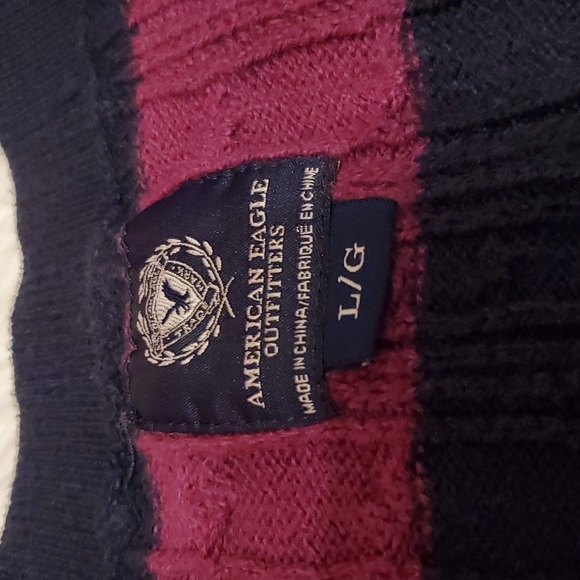 AMERICAN EAGLE
OUTFITTERS
MADE IN CHINA/FABRIQUÉ EN CHINE
L/G